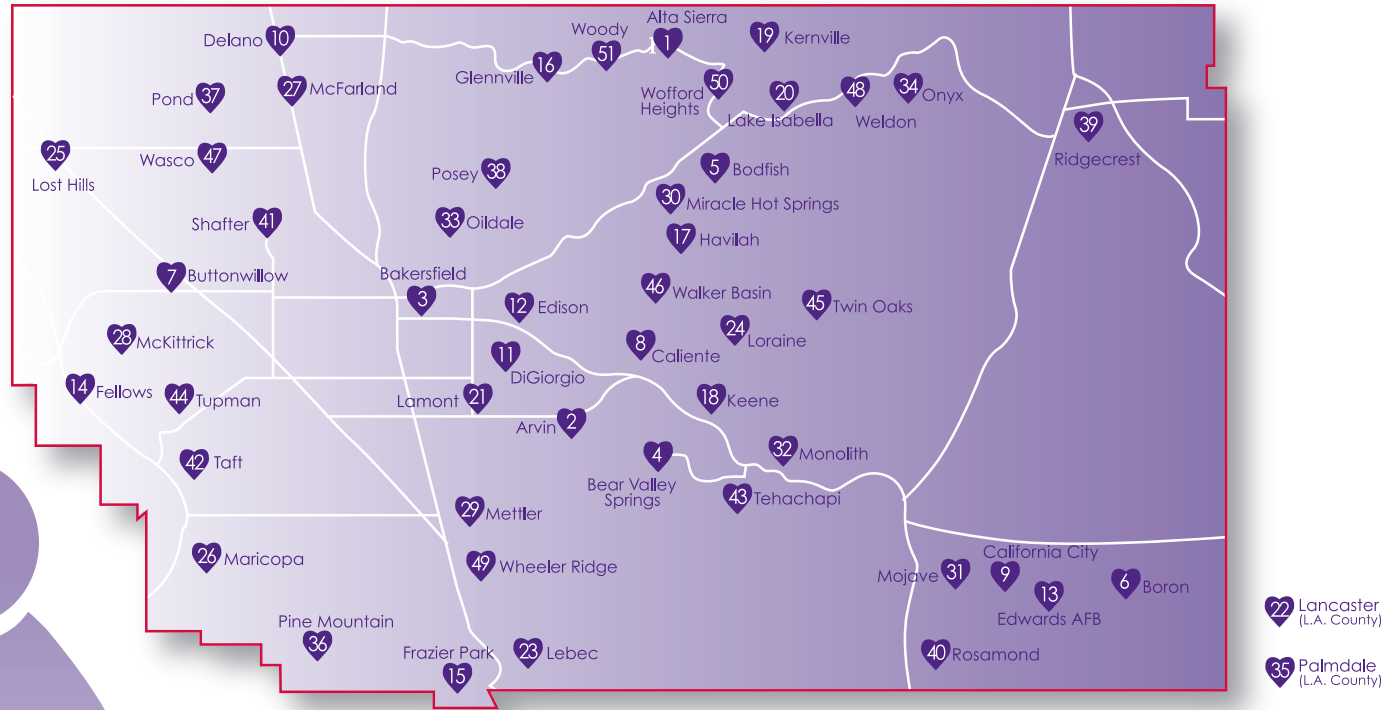 Alta Sierra
1
Woody
51
19 Kernville
Delano 10
Glennville 16
Wofford
Heights
50
20
Lake Isabella
48
Weldon
34
Onyx
Pond 37
27 McFarland
39
Ridgecrest
25
Lost Hills
Wasco 47
Posey 38
5 Bodfish
30 Miracle Hot Springs
Shafter 41
33 Oildale
17 Havilah
7 Buttonwillow
Bakersfield
3
12 Edison
46 Walker Basin
45 Twin Oaks
28 McKittrick
11
DiGiorgio
8
Caliente
24
Loraine
14 Fellows
44 Tupman
Lamont 21
Arvin 2
18 Keene
42 Taft
4
Bear Valley
Springs
32 Monolith
43 Tehachapi
29 Mettler
26 Maricopa
49 Wheeler Ridge
Mojave 31
California City
9
13
Edwards AFB
6 Boron
Pine Mountain
36
Frazier Park
15
23 Lebec
40 Rosamond
22 Lancaster
(L.A. County)
35 Palmdale
(L.A. County)